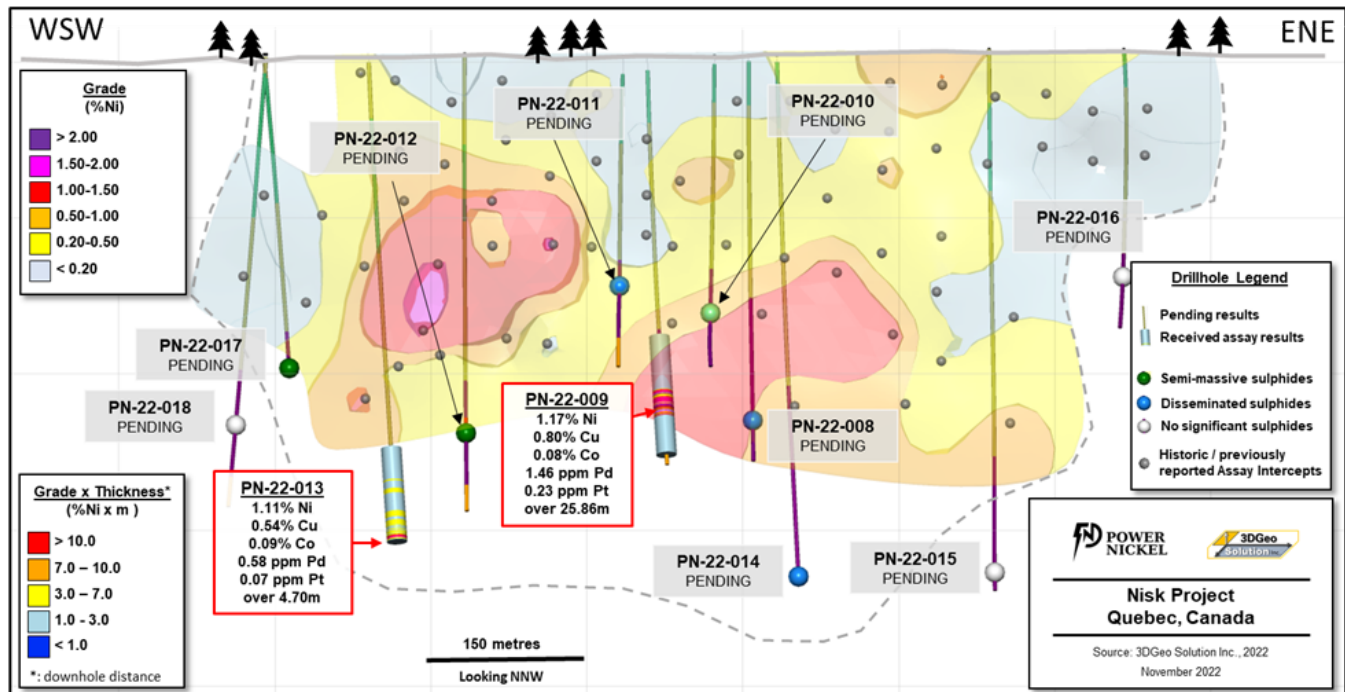 WSW
ENE
Grade
(%Ni)
> 2.00
1.50-2.00
1.00-1.50
0.50-1.00
0.20-0.50
< 0.20
PN-22-011
PENDING
PN-22-010
PENDING
PN-22-012
PENDING
PN-22-016
PENDING
Drillhole Legend
Pending results
Received assay results
Semi-massive sulphides
Disseminated sulphides
No significant sulphides
Historic / previously
reported Assay Intercepts
PN-22-017
PENDING
PN-22-018
PENDING
PN-22-009
1.17% Ni
0.80% Cu
0.08% Co
1.46 ppm Pd
0.23 ppm Pt
over 25.86m
PN-22-008
PENDING
Grade x Thickness*
(%Ni x m )
> 10.0
7.0 – 10.0
3.0 – 7.0
1.0 - 3.0
< 1.0
*: downhole distance
PN-22-013
1.11% Ni
0.54% Cu
0.09% Co
0.58 ppm Pd
0.07 ppm Pt
over 4.70m
PN-22-014
PENDING
PN-22-015
PENDING
150 metres
Looking NNW
POWER
NICKEL
3DGeo
Solution Inc.
Nisk Project
Quebec, Canada
Source: 3DGeo Solution Inc., 2022
November 2022